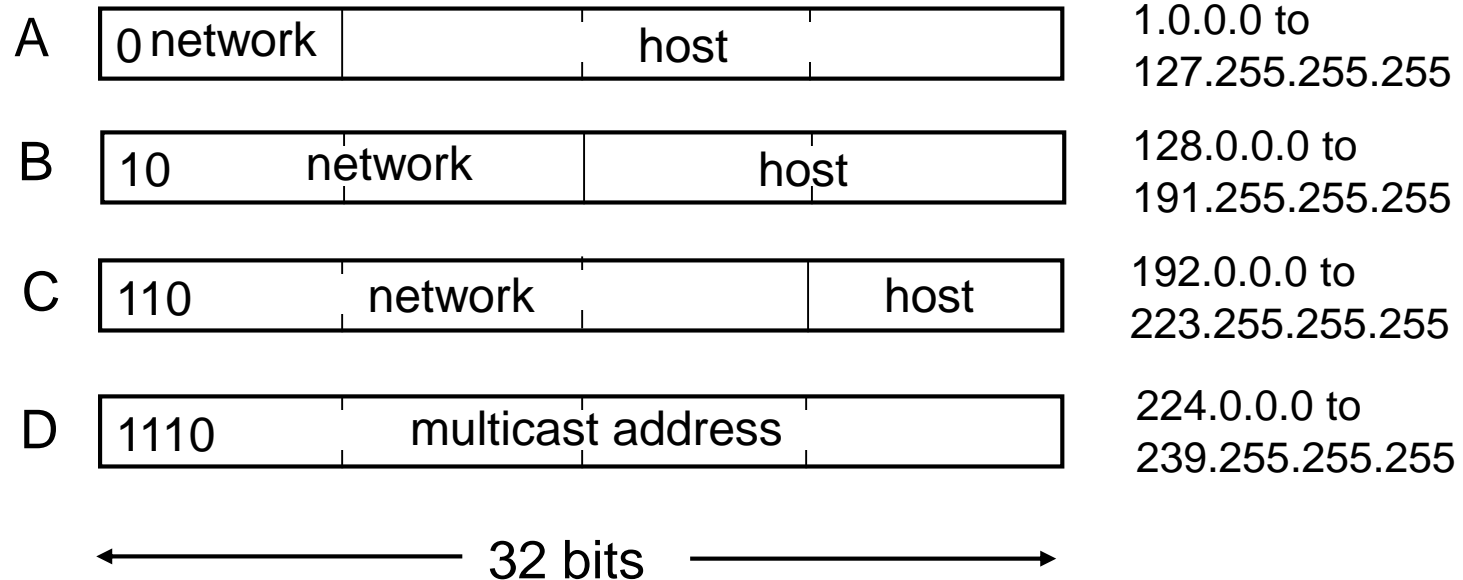 A 0 network host 1.0.0.0 to
127.255.255.255
B 10 network host 128.0.0.0 to
191.255.255.255
C 110 network host 192.0.0.0 to
223.255.255.255
D 1110 multicast address 224.0.0.0 to
239.255.255.255
32 bits